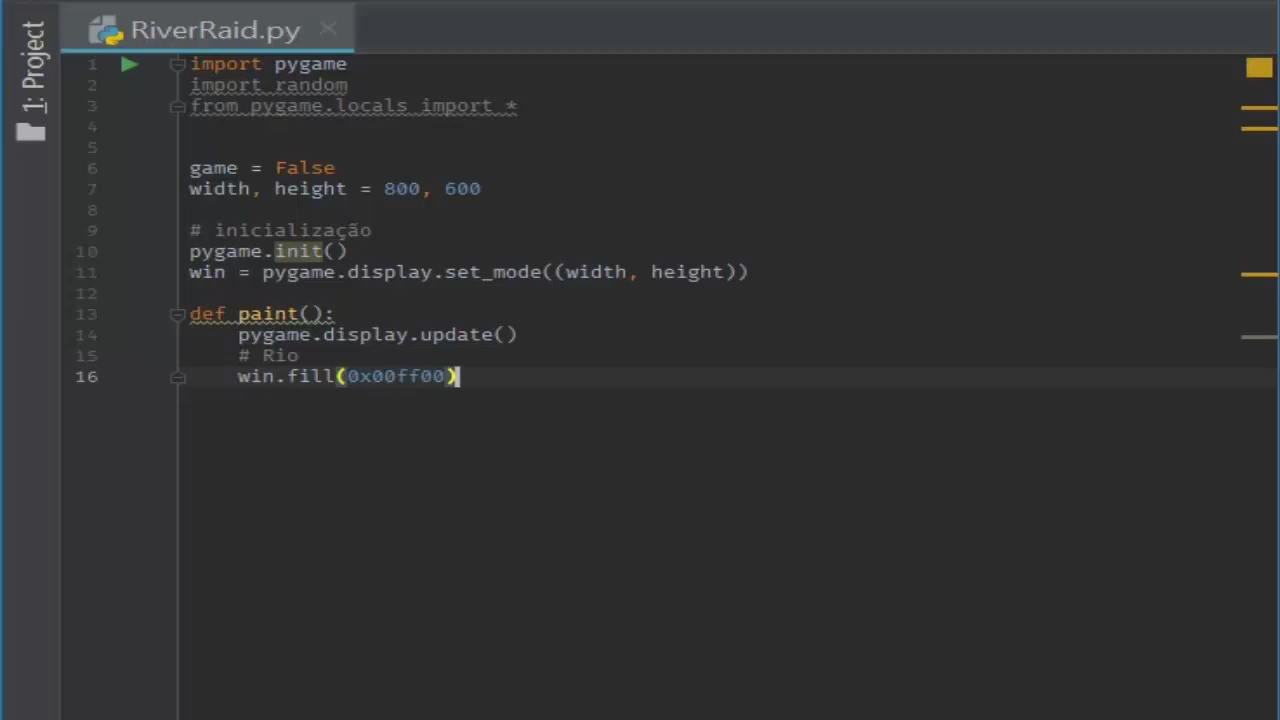 1: Project
RiverRaid.py
1 import pygame
2 import random
3 from pygame.locals import *
4
5
6 game = False
7 width, height = 800, 600
8
9 # inicialização
10 pygame.init()
11 win = pygame.display.set_mode((width, height))
12
13 def paint():
14 pygame.display.update()
15 # Rio
16 win.fill(0x00ff00)